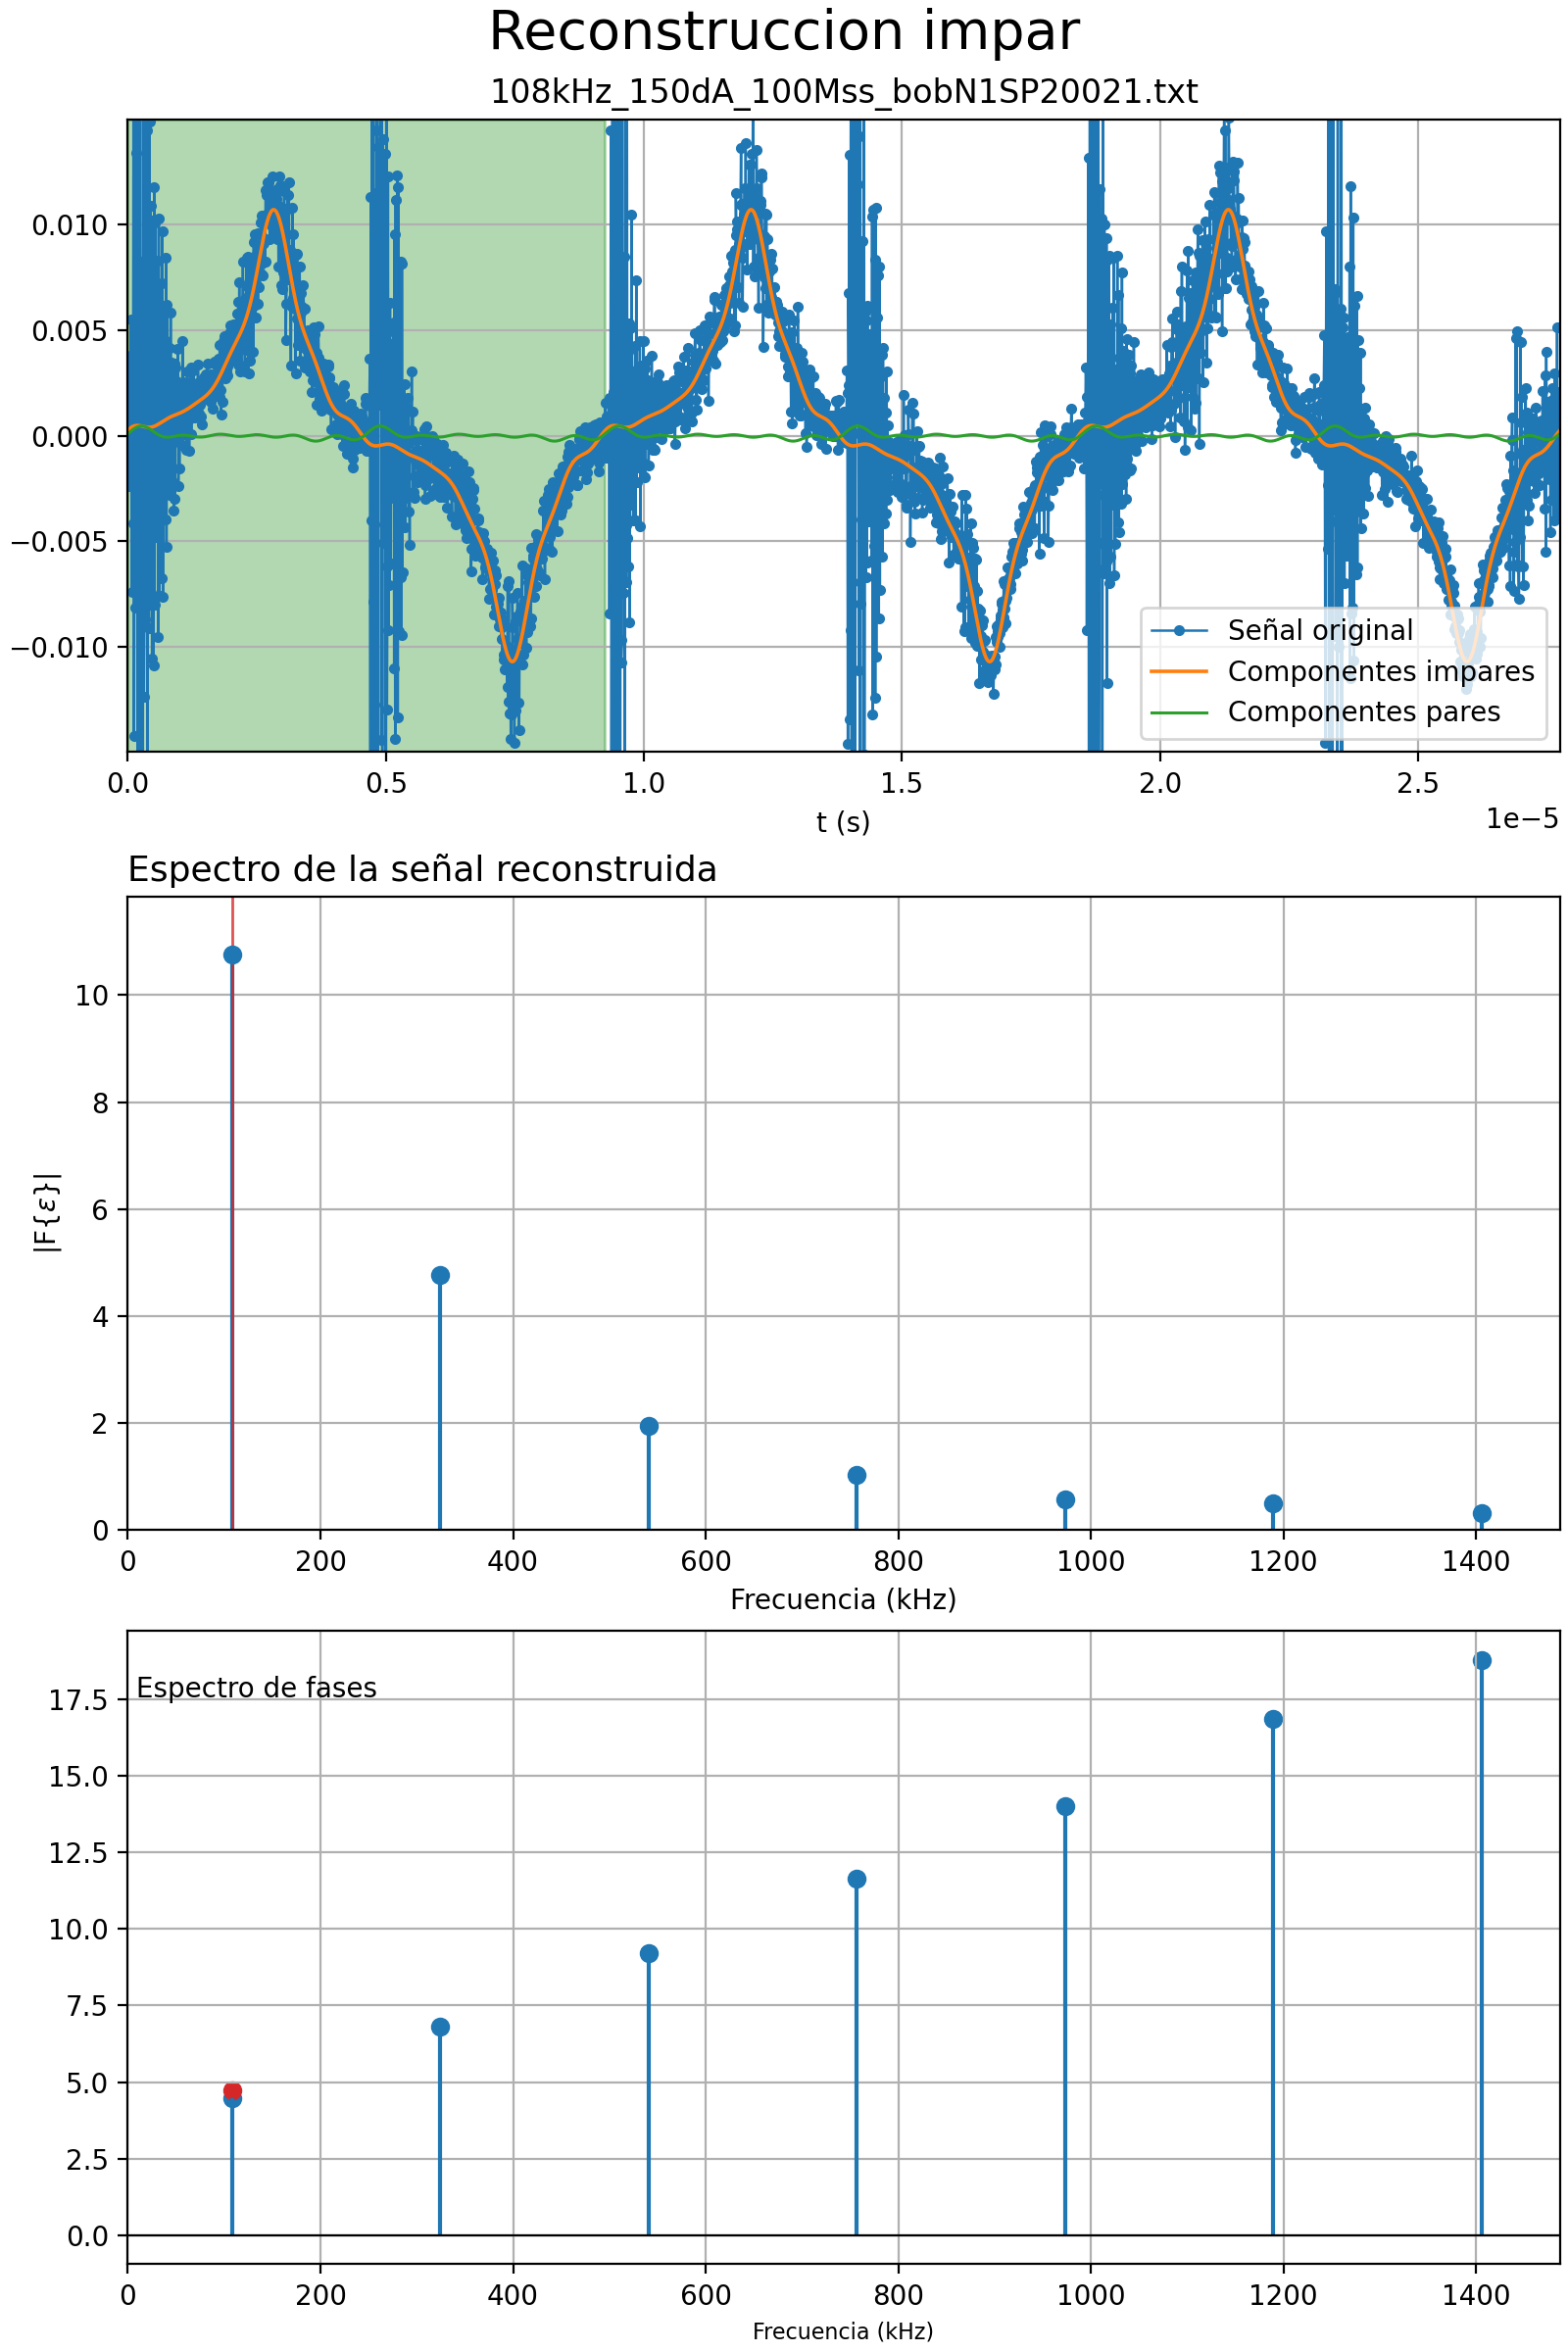 Reconstruccion impar
108kHz_150dA_100Mss_bobN1SP20021.txt
0.010
0.005
0.000
−0.005
−0.010
Señal original
Componentes impares
Componentes pares
0.0 0.5 1.0 1.5 2.0 2.5
t (s)
1e−5
Espectro de la señal reconstruida
10
8
6
4
2
0
|F{ε}|
0 200 400 600 800 1000 1200 1400
Frecuencia (kHz)
Espectro de fases
17.5
15.0
12.5
10.0
7.5
5.0
2.5
0.0
0 200 400 600 800 1000 1200 1400
Frecuencia (kHz)